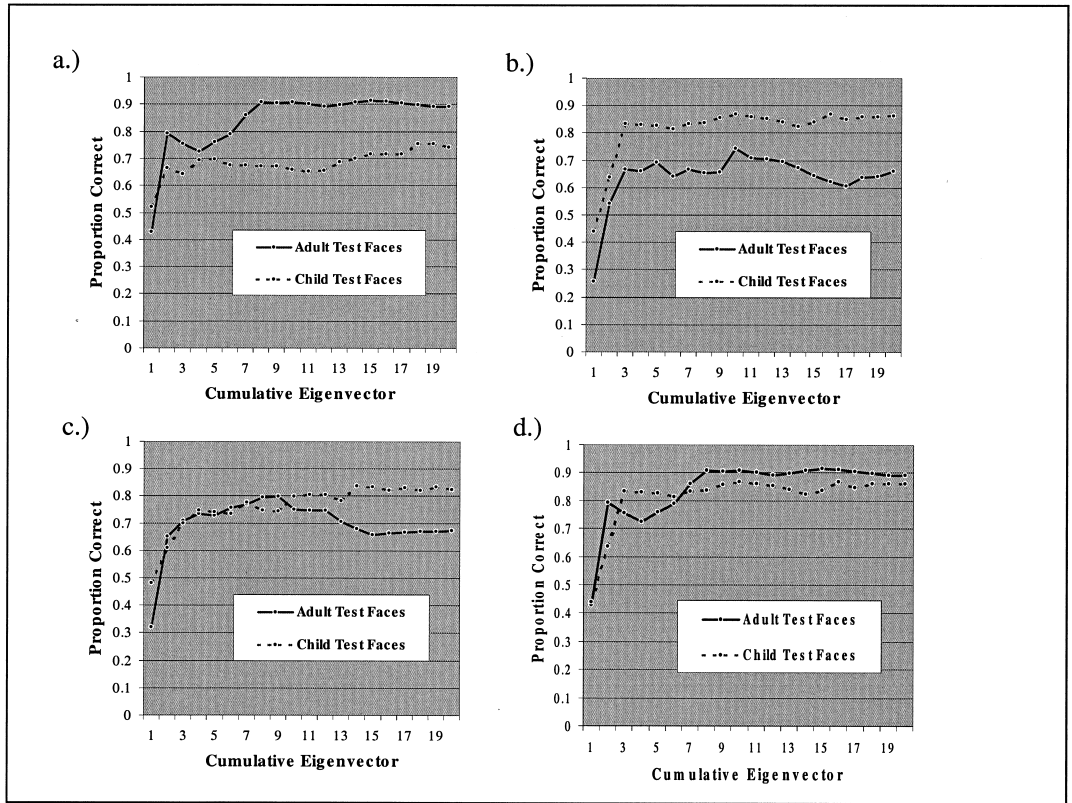 a.)
1
0.9
0.8
0.7
0.6
0.5
0.4
0.3
0.2
0.1
0
Proportion Correct
Adult Test Faces
Child Test Faces
1 3 5 7 9 11 13 15 17 19
Cumulative Eigenvector
b.)
1
0.9
0.8
0.7
0.6
0.5
0.4
0.3
0.2
0.1
0
Proportion Correct
Adult Test Faces
Child Test Faces
1 3 5 7 9 11 13 15 17 19
Cumulative Eigenvector
c.)
1
0.9
0.8
0.7
0.6
0.5
0.4
0.3
0.2
0.1
0
Proportion Correct
Adult Test Faces
Child Test Faces
1 3 5 7 9 11 13 15 17 19
Cumulative Eigenvector
d.)
1
0.9
0.8
0.7
0.6
0.5
0.4
0.3
0.2
0.1
0
Proportion Correct
Adult Test Faces
Child Test Faces
1 3 5 7 9 11 13 15 17 19
Cumulative Eigenvector